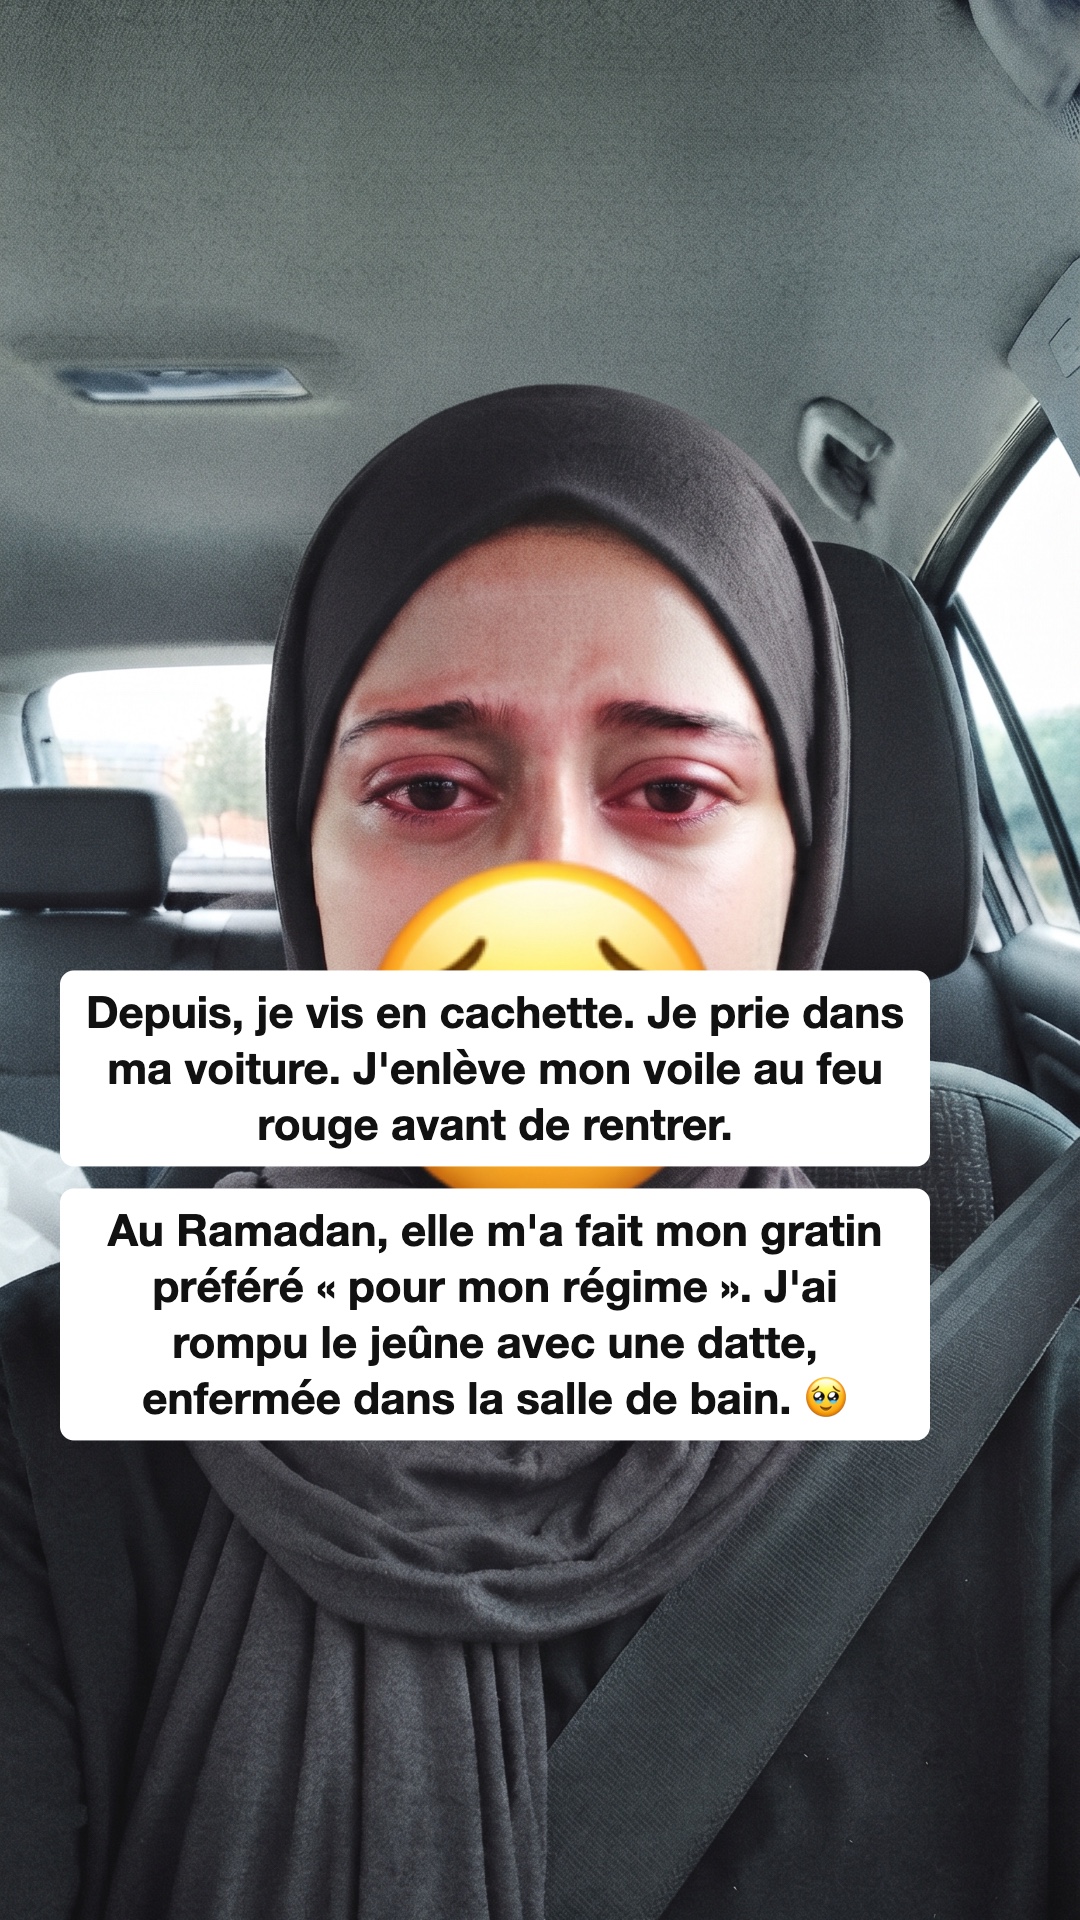 Depuis, je vis en cachette. Je prie dans
ma voiture. J'enlève mon voile au feu
rouge avant de rentrer.
Au Ramadan, elle m'a fait mon gratin
préféré « pour mon régime ». J'ai
rompu le jeûne avec une datte,
enfermée dans la salle de bain. 🥹